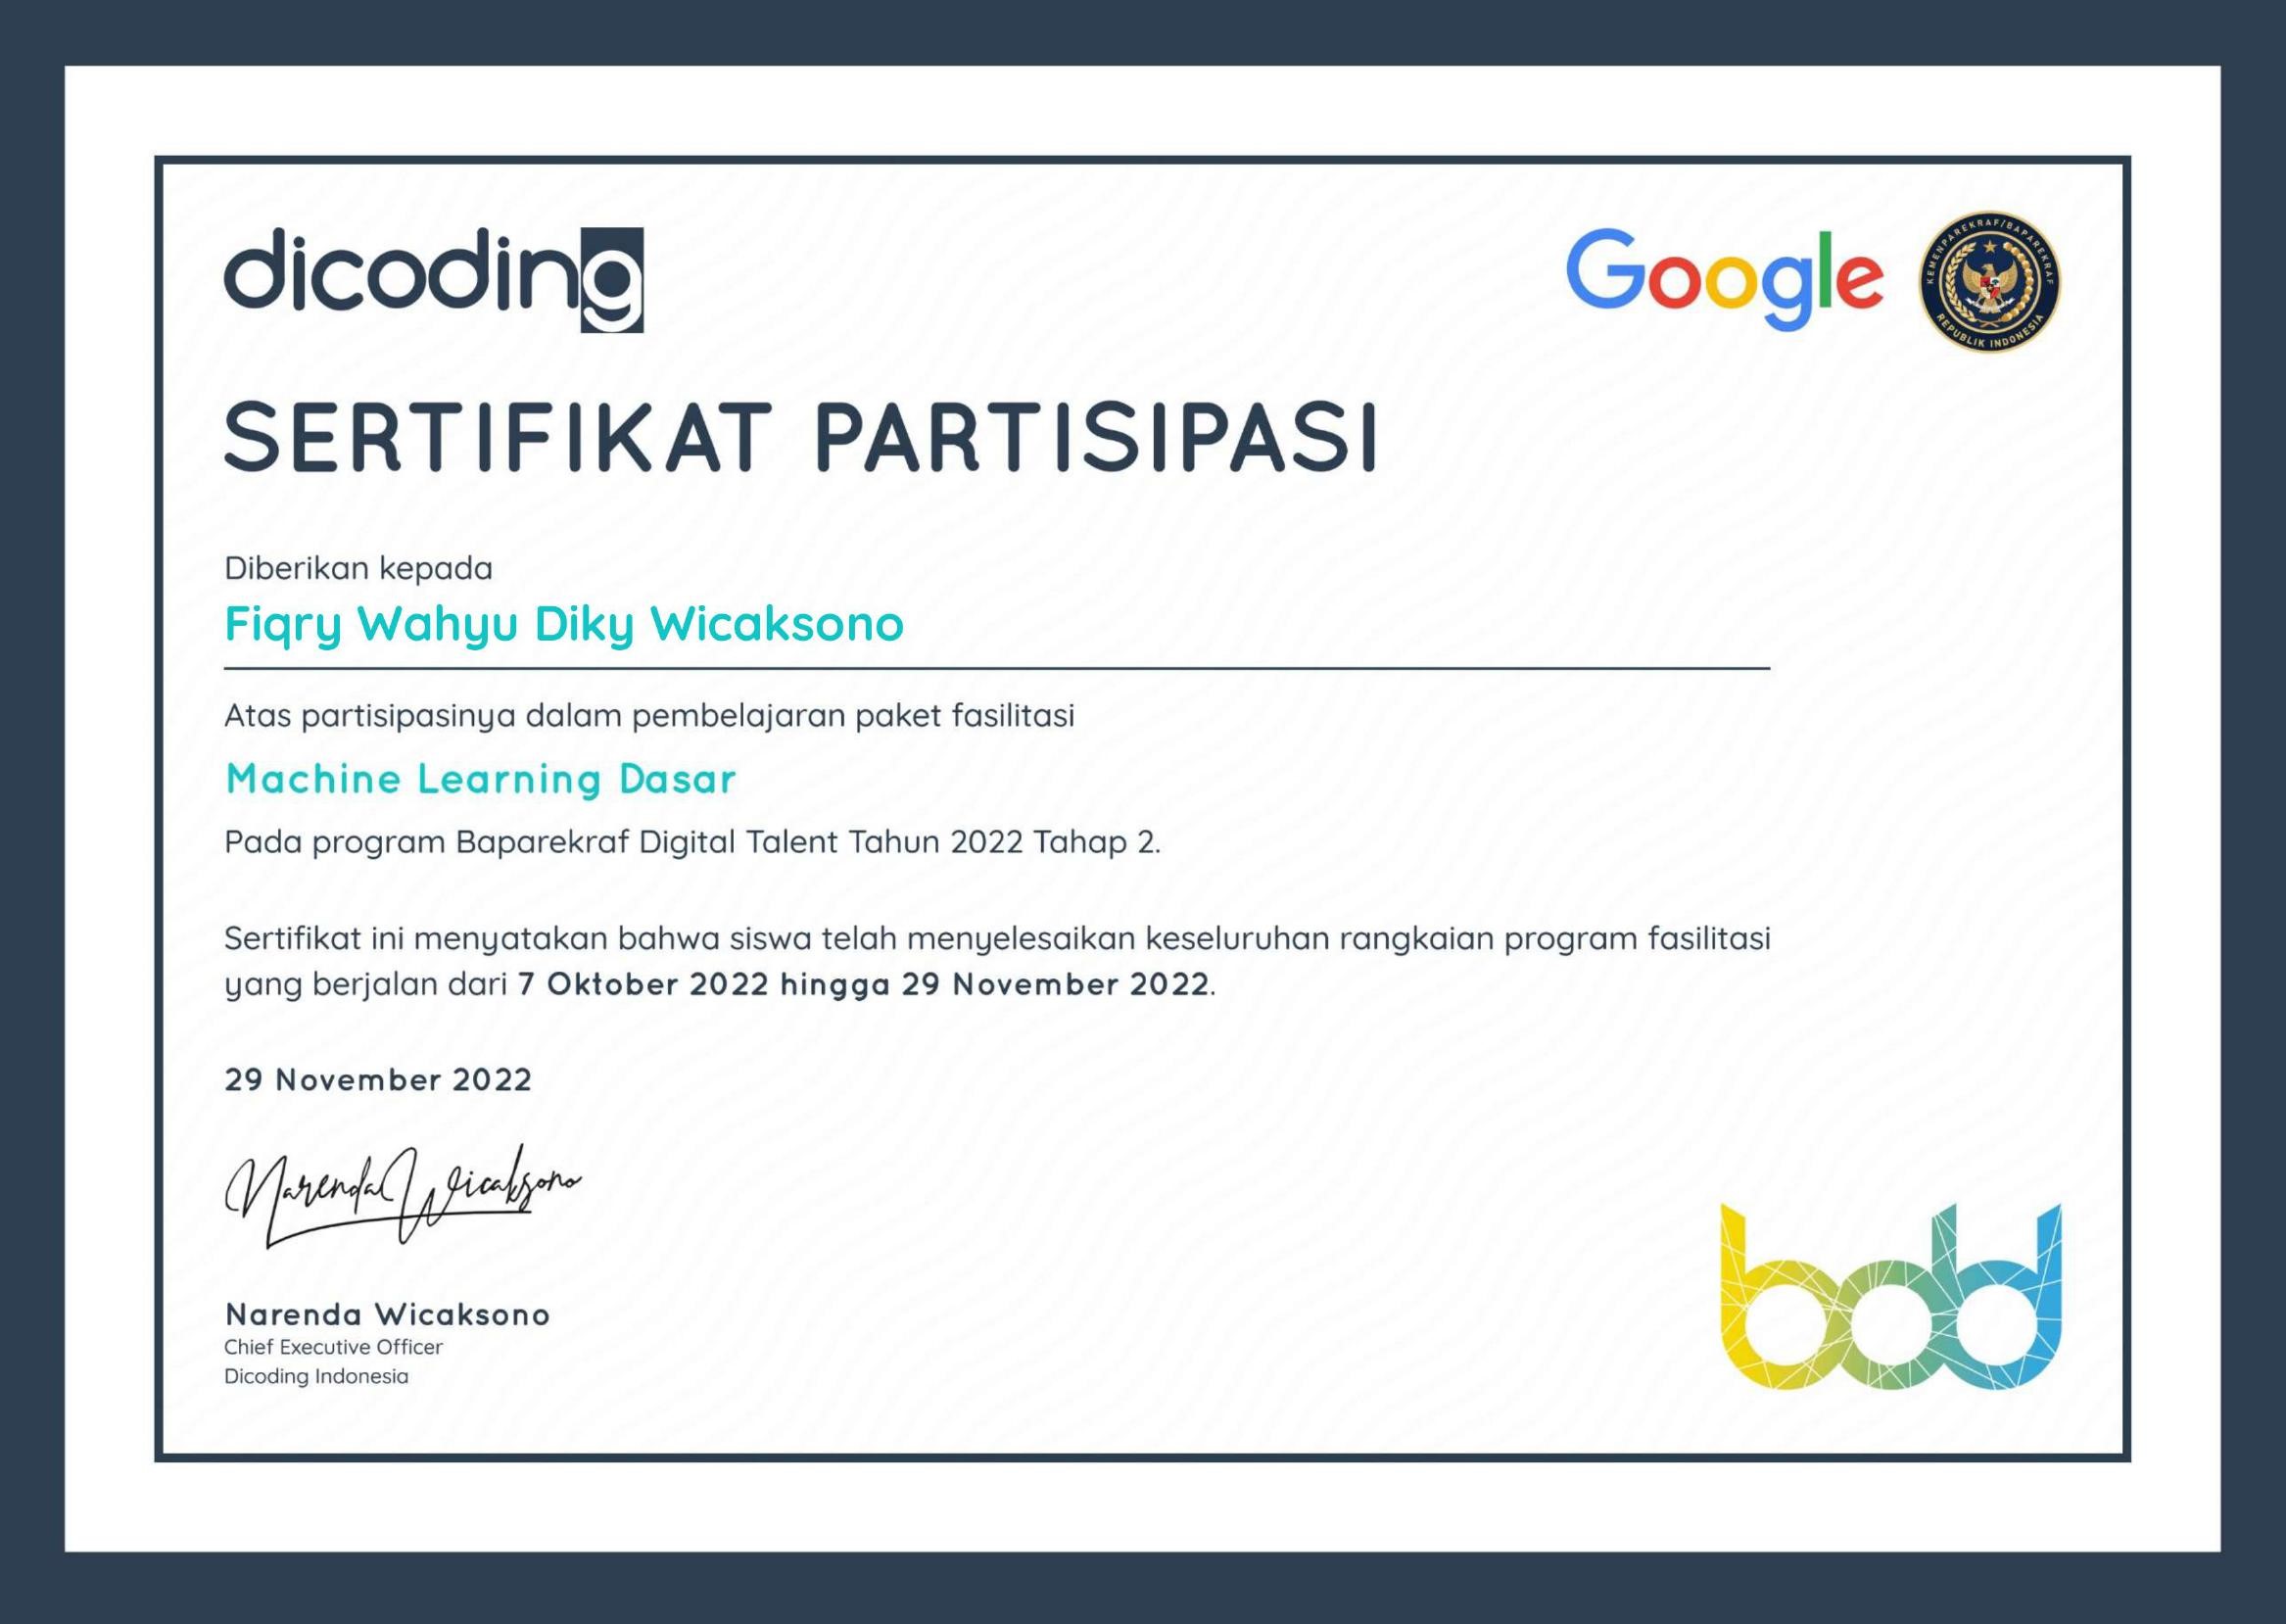 dicoding
Google
KEMENPAREKRAF/BAPAREKRAF
REPUBLIK INDONESIA
SERTIFIKAT PARTISIPASI
Diberikan kepada
Fiqry Wahyu Diky Wicaksono
Atas partisipasinya dalam pembelajaran paket fasilitasi
Machine Learning Dasar
Pada program Baparekraf Digital Talent Tahun 2022 Tahap 2.
Sertifikat ini menyatakan bahwa siswa telah menyelesaikan keseluruhan rangkaian program fasilitasi
yang berjalan dari 7 Oktober 2022 hingga 29 November 2022.
29 November 2022
Narenda Wicaksono
Narenda Wicaksono
Chief Executive Officer
Dicoding Indonesia
bdd